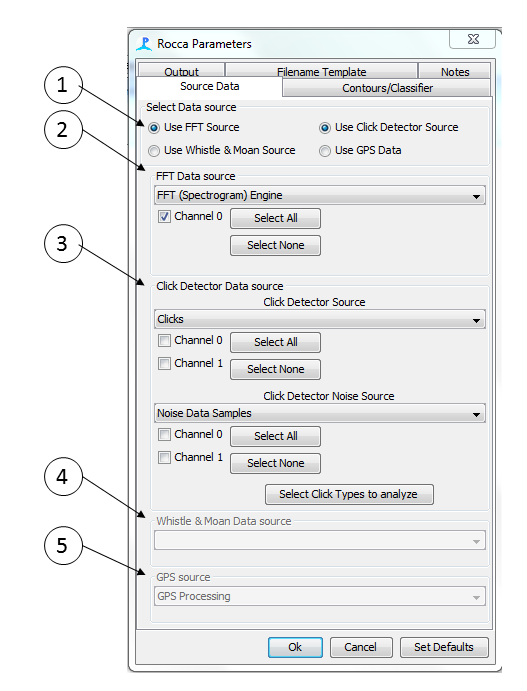 Rocca Parameters
Output Filename Template Notes
Source Data Contours/Classifier
1
Select Data source
Use FFT Source Use Click Detector Source
2
Use Whistle & Moan Source Use GPS Data
FFT Data source
FFT (Spectrogram) Engine
Channel 0 Select All
Select None
3
Click Detector Data source
Click Detector Source
Clicks
Channel 0 Select All
Channel 1 Select None
Click Detector Noise Source
Noise Data Samples
Channel 0 Select All
Channel 1 Select None
4
Select Click Types to analyze
Whistle & Moan Data source
5
GPS source
GPS Processing
Ok Cancel Set Defaults